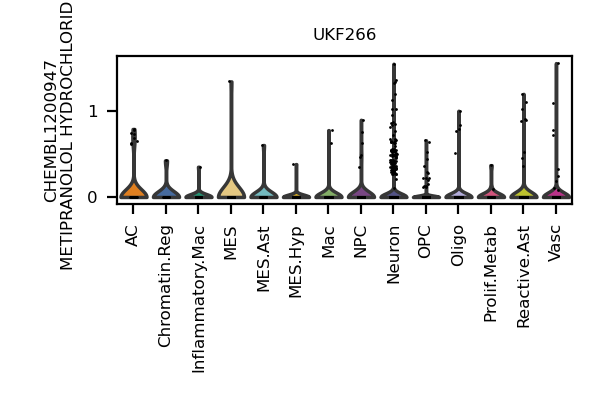 UKF266
CHEMBL1200947
METIPRANOLOL HYDROCHLORID
1
0
AC
Chromatin.Reg
Inflammatory.Mac
MES
MES.Ast
MES.Hyp
Mac
NPC
Neuron
OPC
Oligo
Prolif.Metab
Reactive.Ast
Vasc